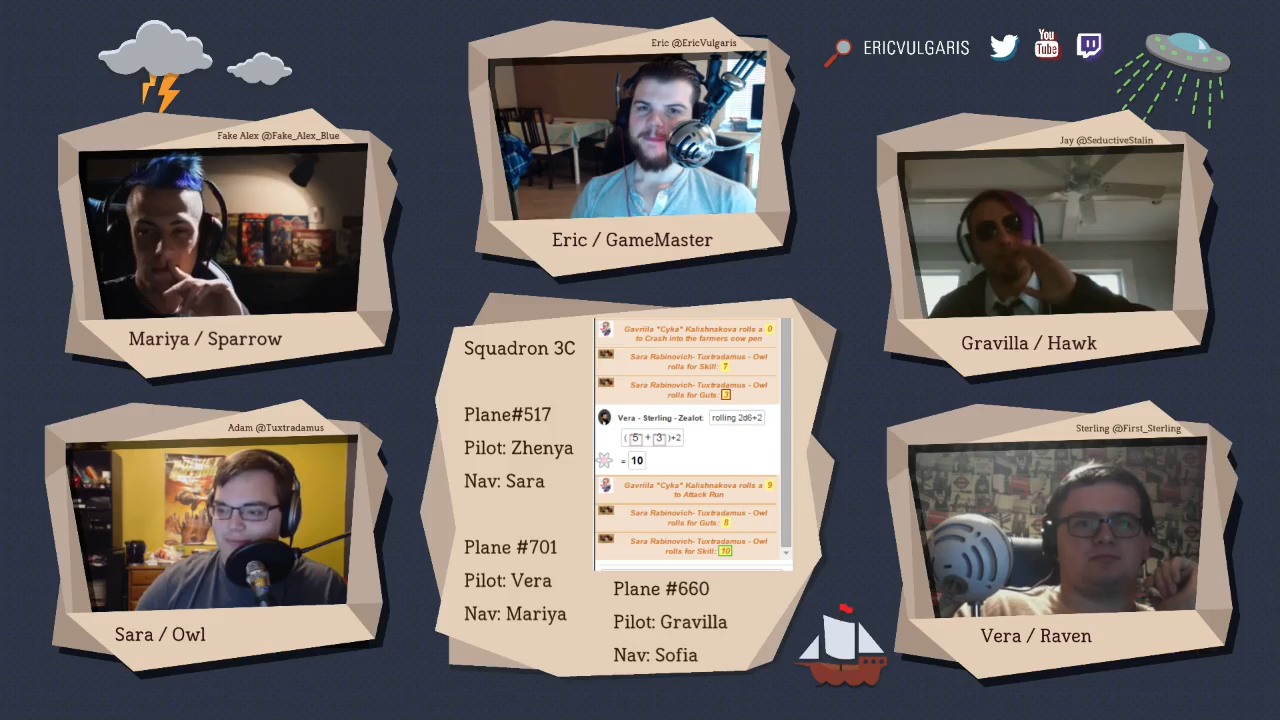 Eric @EricVulgaris
ERICVULGARIS
You
Tube
Fake Alex @Fake_Alex_Blue
Jay @SeductiveStalin
Eric / GameMaster
Mariya / Sparrow
Gravilla / Hawk
Squadron 3C
Plane#517
Pilot: Zhenya
Nav: Sara
Plane #701
Pilot: Vera
Nav: Mariya
Gavriila "Cyka" Kalishnakova rolls a 0
to Crash into the farmers cow pen
Sara Rabinovich- Tuxtradamus - Owl
rolls for Skill: 7
Sara Rabinovich- Tuxtradamus - Owl
rolls for Guts: 3
Vera - Sterling - Zealot: rolling 2d6+2
( 5 + 3 )+2
= 10
Gavriila "Cyka" Kalishnakova rolls a 9
to Attack Run
Sara Rabinovich- Tuxtradamus - Owl
rolls for Guts: 8
Sara Rabinovich- Tuxtradamus - Owl
rolls for Skill: 10
Plane #660
Pilot: Gravilla
Nav: Sofia
Adam @Tuxtradamus
Sterling @First_Sterling
Sara / Owl
Vera / Raven